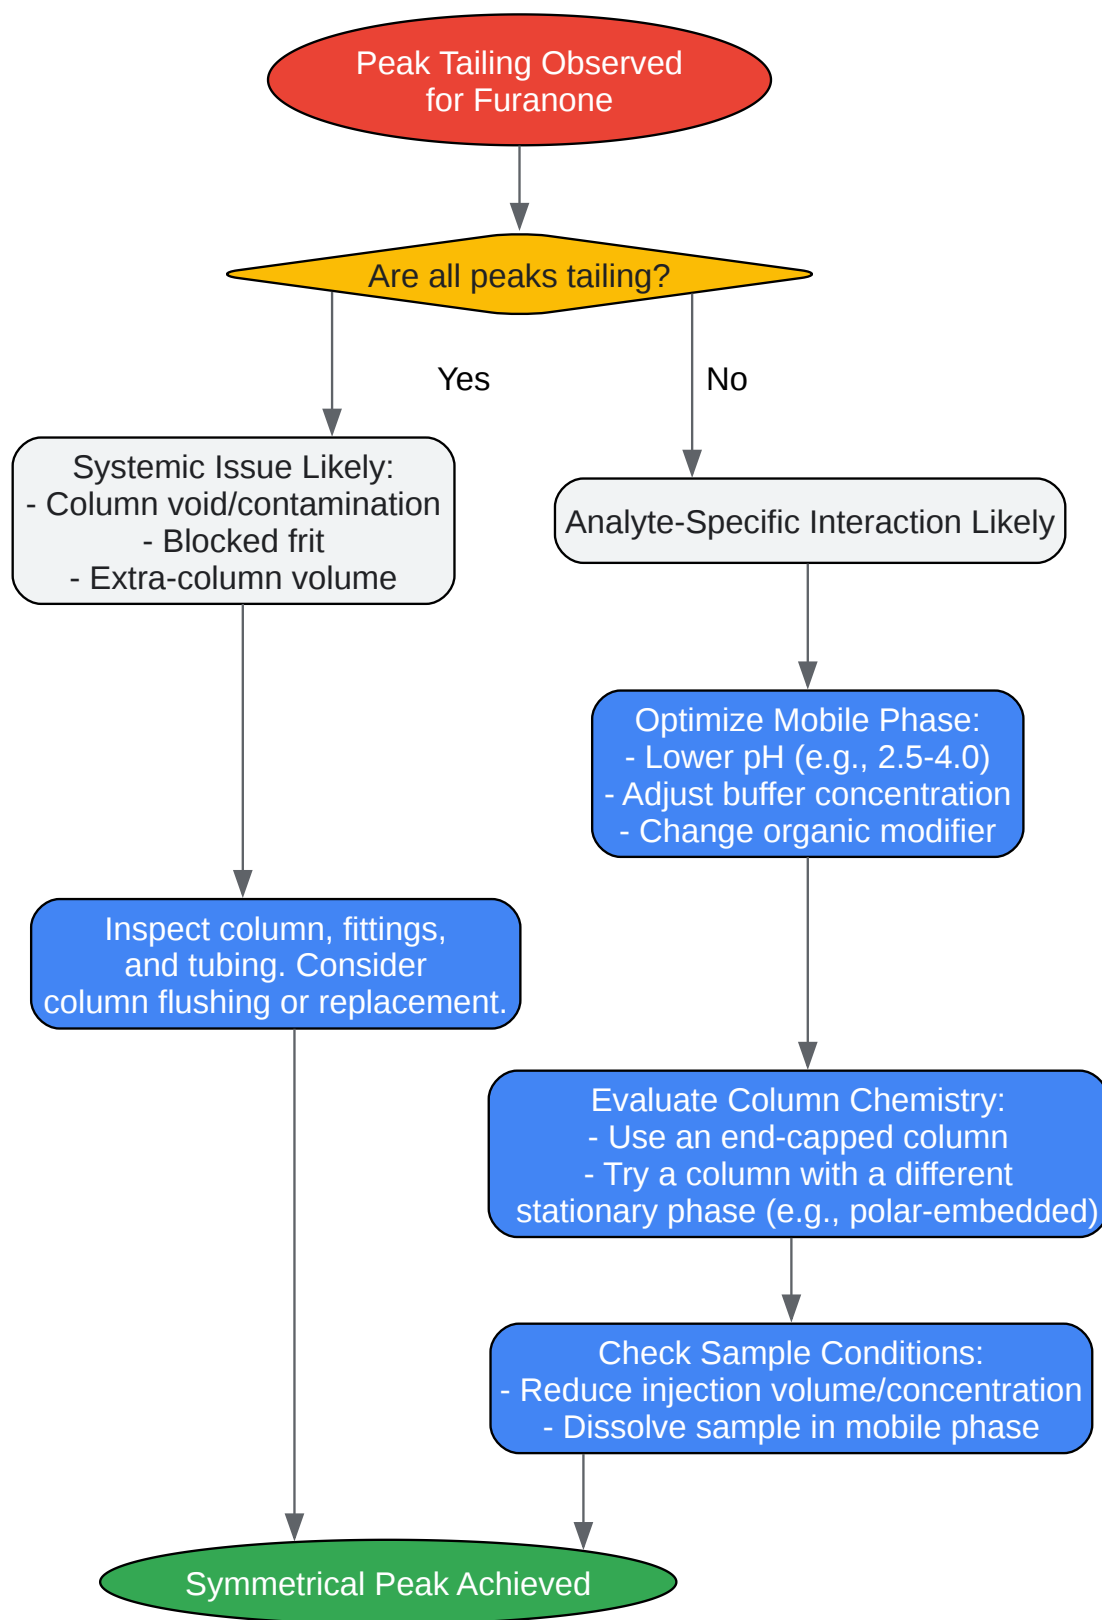 Peak Tailing Observed
for Furanone
Are all peaks tailing?
Yes
No
Systemic Issue Likely:
- Column void/contamination
- Blocked frit
- Extra-column volume
Analyte-Specific Interaction Likely
Optimize Mobile Phase:
- Lower pH (e.g., 2.5-4.0)
- Adjust buffer concentration
- Change organic modifier
Inspect column, fittings,
and tubing. Consider
column flushing or replacement.
Evaluate Column Chemistry:
- Use an end-capped column
- Try a column with a different
stationary phase (e.g., polar-embedded)
Check Sample Conditions:
- Reduce injection volume/concentration
- Dissolve sample in mobile phase
Symmetrical Peak Achieved